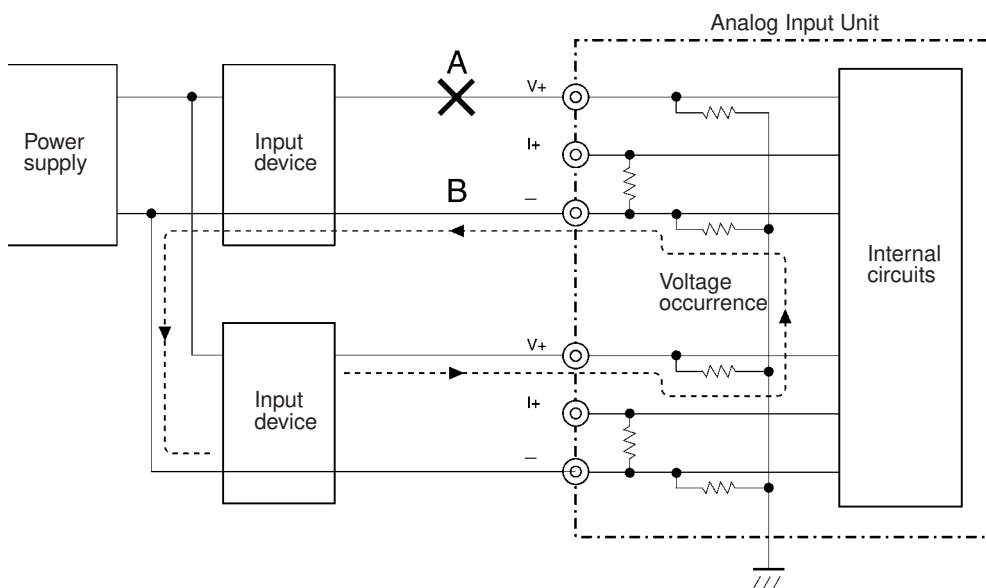 Analog Input Unit
A
V+
Power
supply
Input
device
I+
B
–
Internal
circuits
Voltage
occurrence
V+
Input
device
I+
–